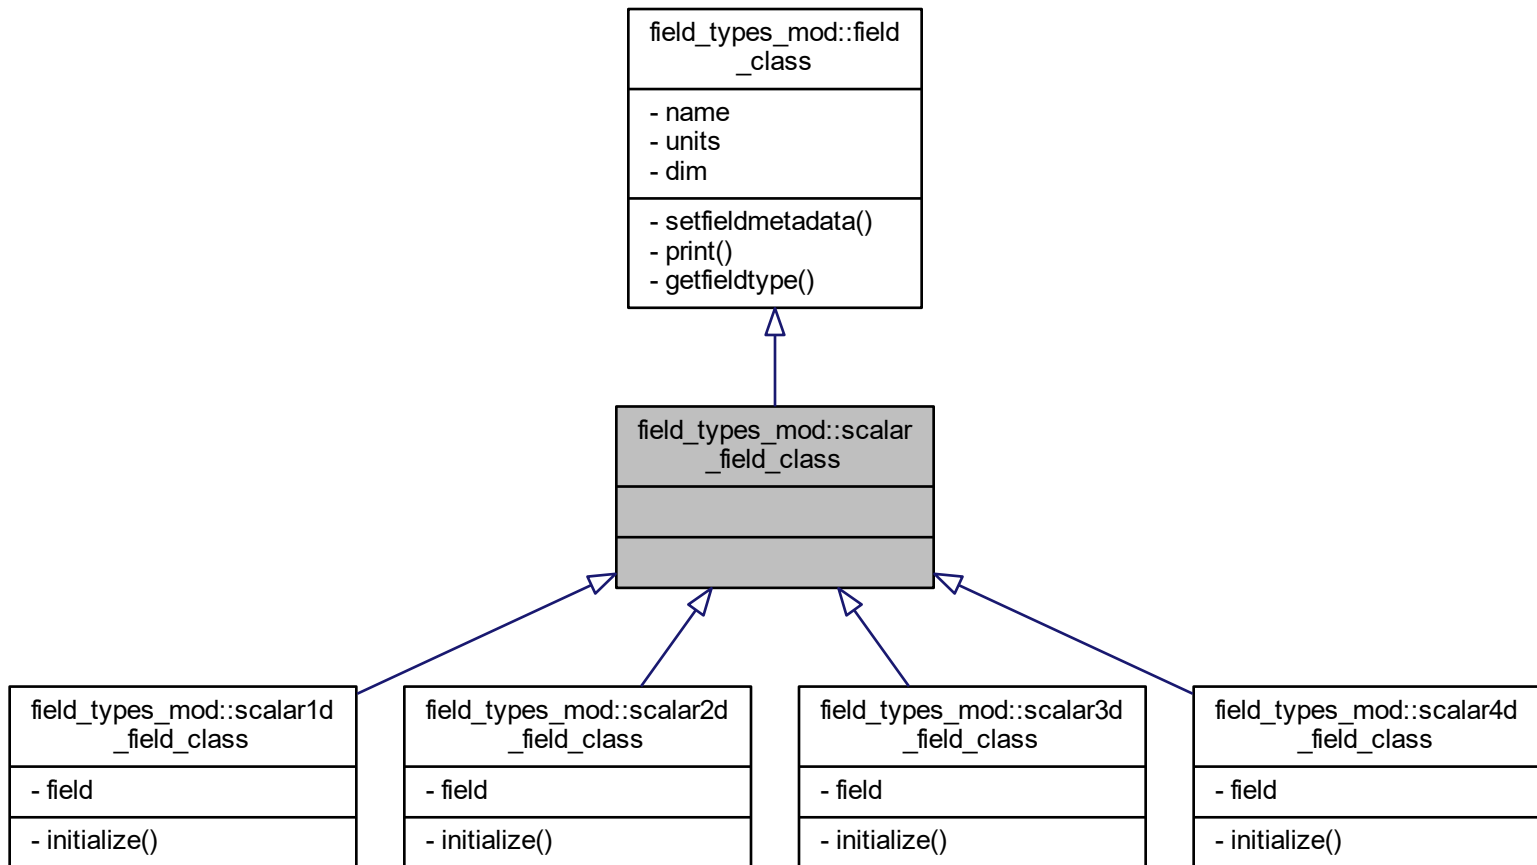 field_types_mod::field
_class
- name
- units
- dim
- setfieldmetadata()
- print()
- getfieldtype()
field_types_mod::scalar
_field_class
field_types_mod::scalar1d
_field_class
- field
- initialize()
field_types_mod::scalar2d
_field_class
- field
- initialize()
field_types_mod::scalar3d
_field_class
- field
- initialize()
field_types_mod::scalar4d
_field_class
- field
- initialize()